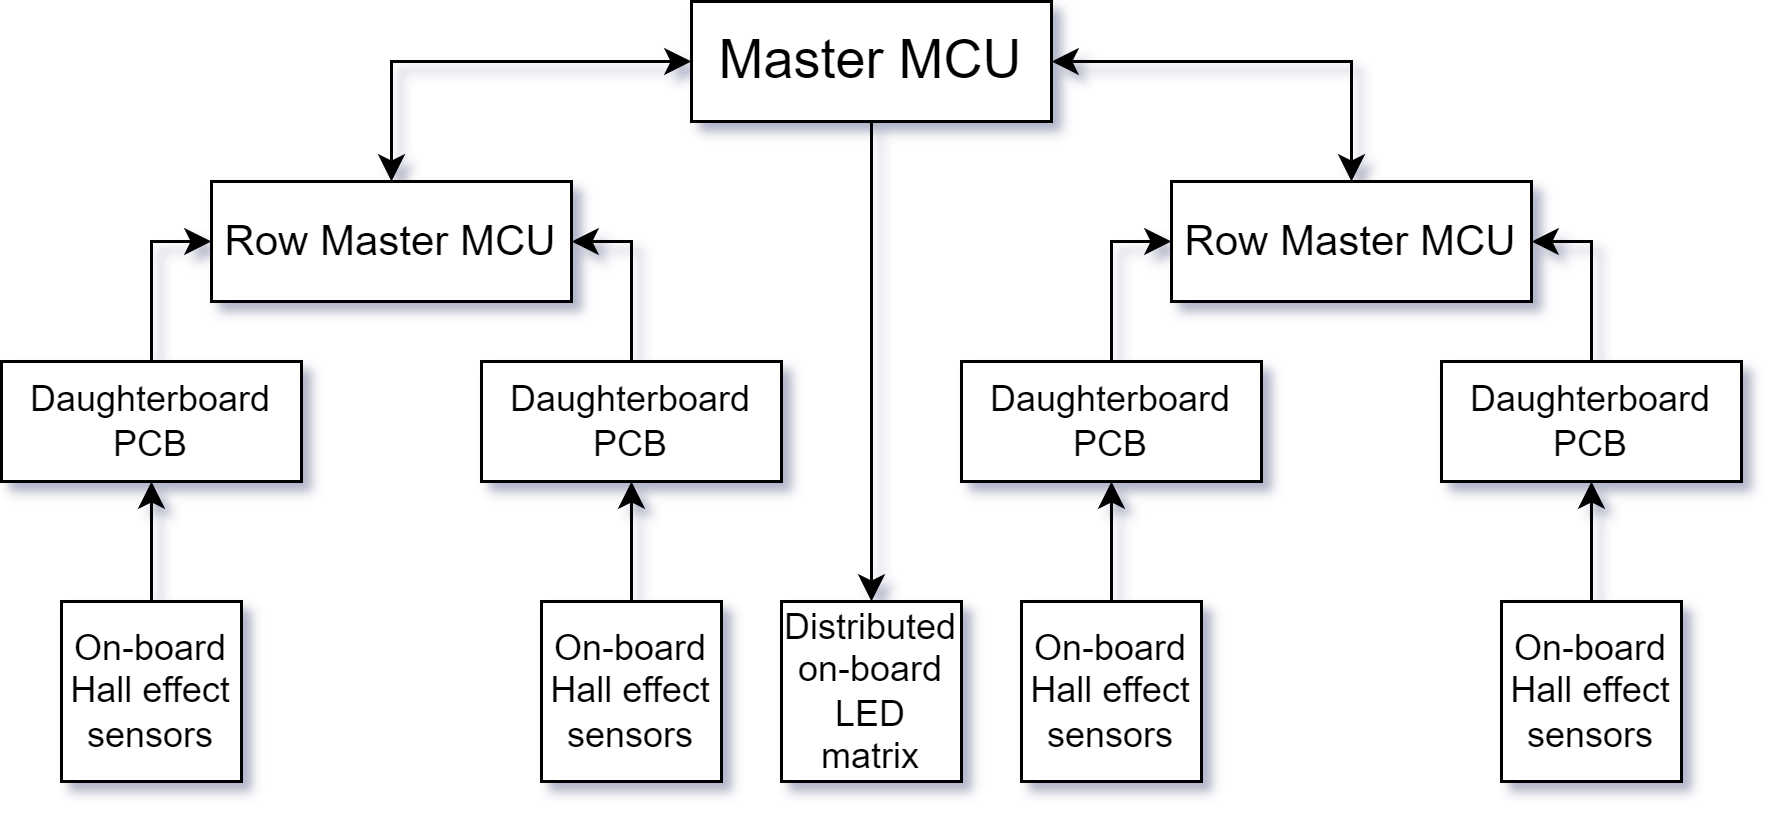 Master MCU
Row Master MCU
Row Master MCU
Daughterboard
PCB
Daughterboard
PCB
Daughterboard
PCB
Daughterboard
PCB
On-board
Hall effect
sensors
On-board
Hall effect
sensors
Distributed
on-board
LED
matrix
On-board
Hall effect
sensors
On-board
Hall effect
sensors